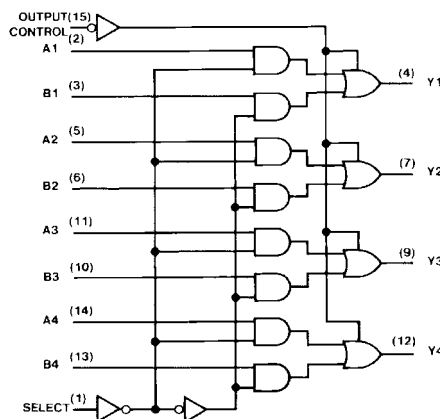 OUTPUT (15)
CONTROL
A1 (2)
(4) Y1
B1 (3)
A2 (5)
(7) Y2
B2 (6)
A3 (11)
(9) Y3
B3 (10)
A4 (14)
(12) Y4
B4 (13)
SELECT (1)